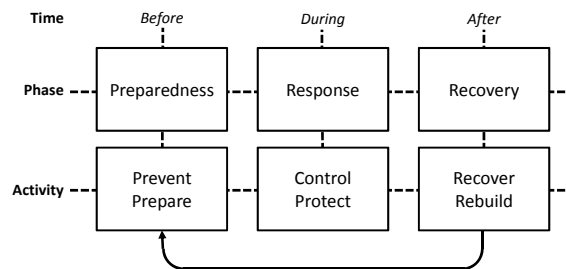 Time Before During After
Phase Preparedness Response Recovery
Activity
Prevent
Prepare
Control
Protect
Recover
Rebuild